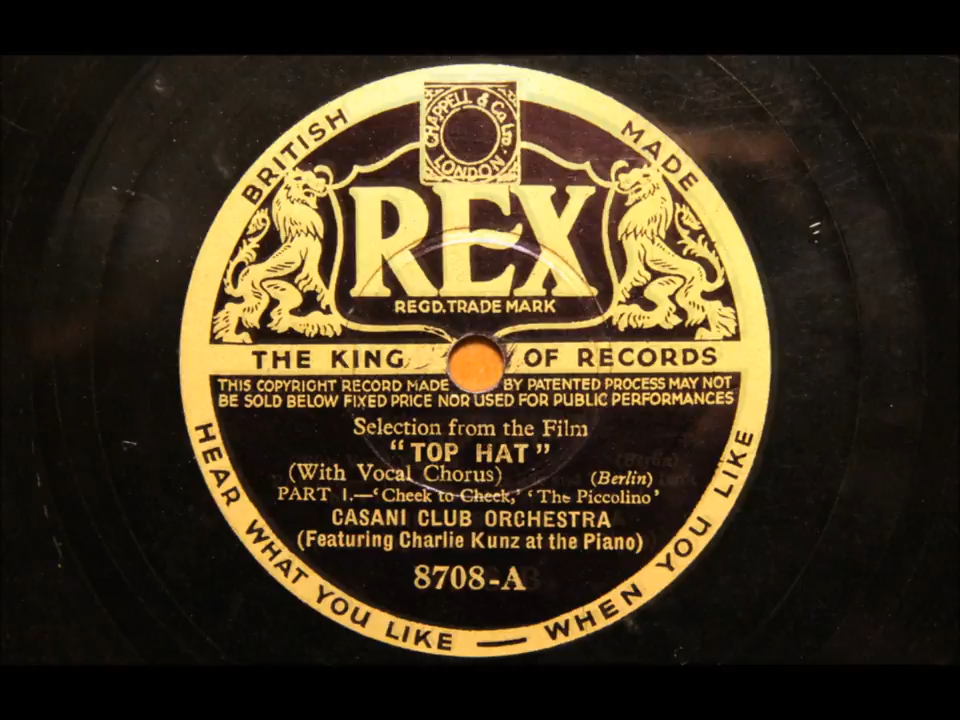 BRITISH MADE
CHAPPELL & Co Ltd.
LONDON
REX
REGD. TRADE MARK
THE KING OF RECORDS
THIS COPYRIGHT RECORD MADE BY PATENTED PROCESS MAY NOT
BE SOLD BELOW FIXED PRICE NOR USED FOR PUBLIC PERFORMANCES
Selection from the Film
“TOP HAT”
(With Vocal Chorus) (Berlin)
PART 1.—‘Cheek to Cheek,’ ‘The Piccolino’
CASANI CLUB ORCHESTRA
(Featuring Charlie Kunz at the Piano)
8708-A
HEAR WHAT YOU LIKE — WHEN YOU LIKE